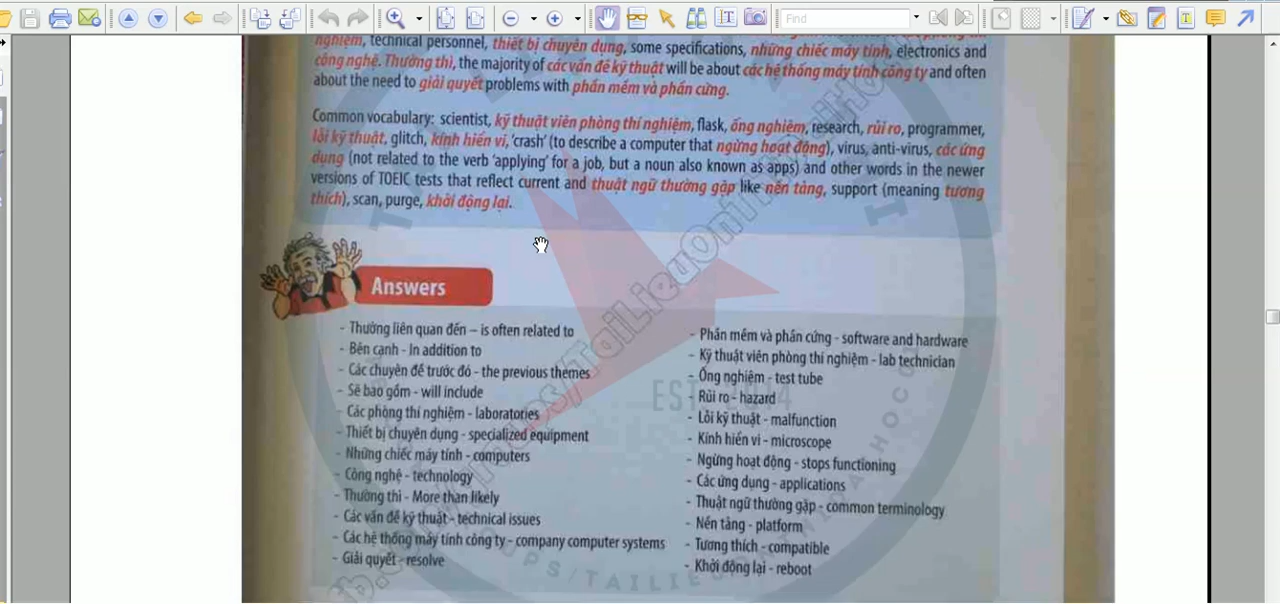 Find
nghiệm, technical personnel, thiết bị chuyên dụng, some specifications, những chiếc máy tính, electronics and
công nghệ. Thường thì, the majority of các vấn đề kỹ thuật will be about các hệ thống máy tính công ty and often
about the need to giải quyết problems with phần mềm và phần cứng.
Common vocabulary: scientist, kỹ thuật viên phòng thí nghiệm, flask, ống nghiệm, research, rủi ro, programmer,
lỗi kỹ thuật, glitch, kính hiển vi, 'crash' (to describe a computer that ngừng hoạt động), virus, anti-virus, các ứng
dụng (not related to the verb 'applying' for a job, but a noun also known as apps) and other words in the newer
versions of TOEIC tests that reflect current and thuật ngữ thường gặp like nền tảng, support (meaning tương
thích), scan, purge, khởi động lại.
Answers
- Thường liên quan đến – is often related to
- Bên cạnh - In addition to
- Các chuyên đề trước đó - the previous themes
- Sẽ bao gồm - will include
- Các phòng thí nghiệm - laboratories
- Thiết bị chuyên dụng - specialized equipment
- Những chiếc máy tính - computers
- Công nghệ - technology
- Thường thì - More than likely
- Các vấn đề kỹ thuật - technical issues
- Các hệ thống máy tính công ty - company computer systems
- Giải quyết - resolve
- Phần mềm và phần cứng - software and hardware
- Kỹ thuật viên phòng thí nghiệm - lab technician
- Ống nghiệm - test tube
- Rủi ro - hazard
- Lỗi kỹ thuật - malfunction
- Kính hiển vi - microscope
- Ngừng hoạt động - stops functioning
- Các ứng dụng - applications
- Thuật ngữ thường gặp - common terminology
- Nền tảng - platform
- Tương thích - compatible
- Khởi động lại - reboot